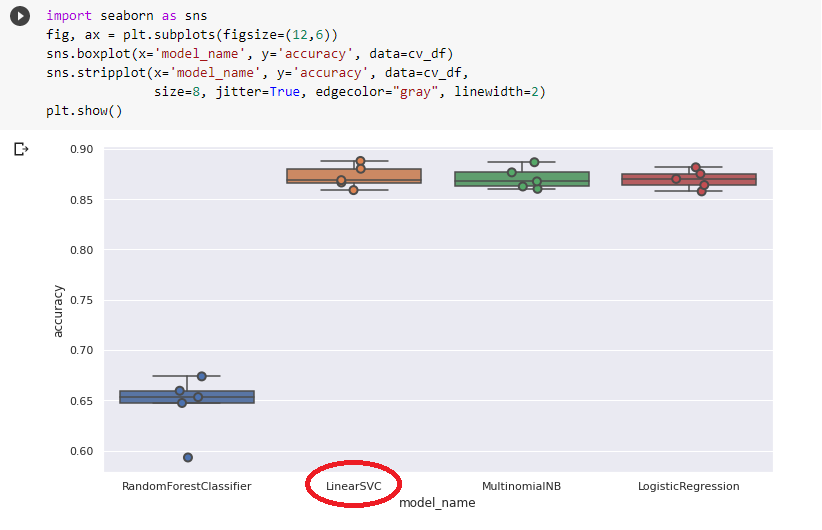 import seaborn as sns
fig, ax = plt.subplots(figsize=(12,6))
sns.boxplot(x='model_name', y='accuracy', data=cv_df)
sns.stripplot(x='model_name', y='accuracy', data=cv_df,
size=8, jitter=True, edgecolor="gray", linewidth=2)
plt.show()
0.90
0.85
0.80
0.75
0.70
0.65
0.60
accuracy
RandomForestClassifier LinearSVC MultinomialNB LogisticRegression
model_name